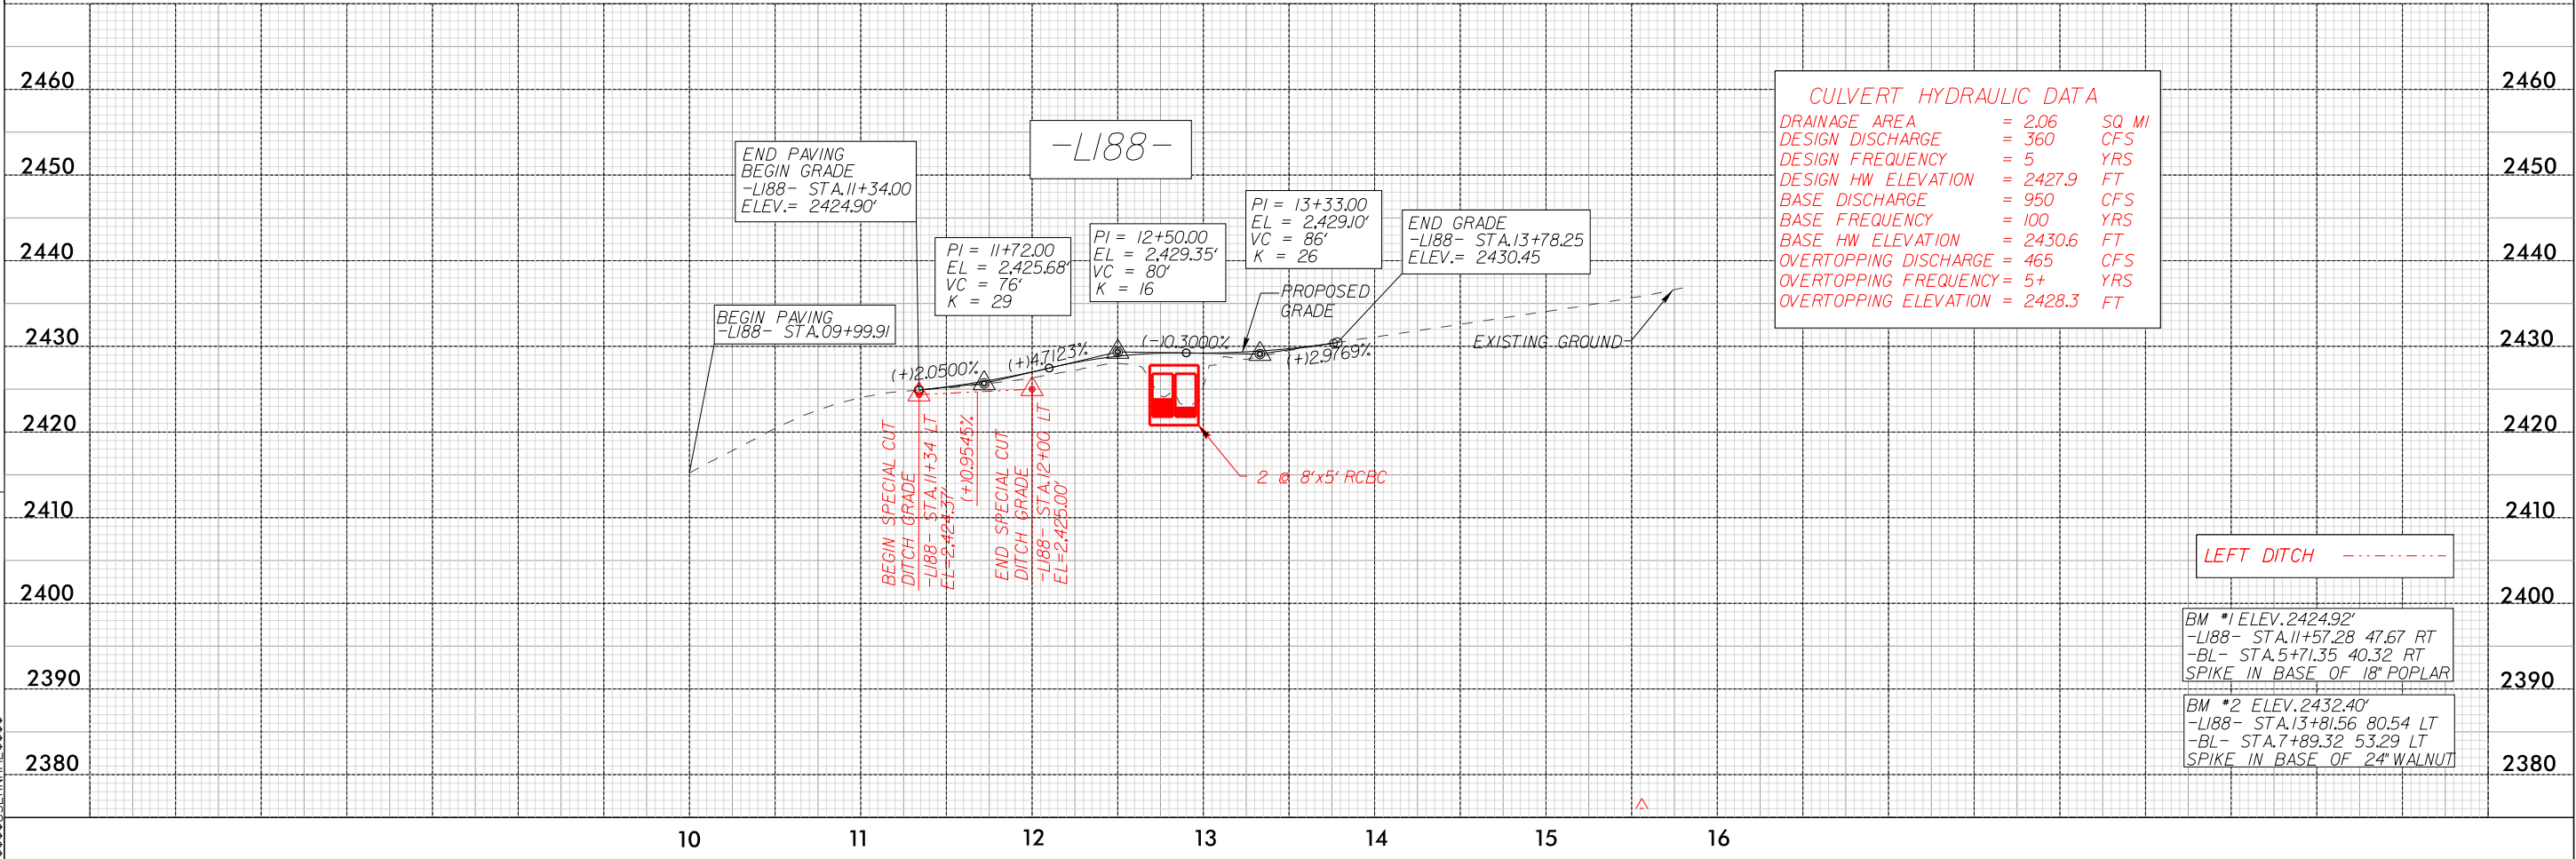 2460
2450
2440
2430
2420
2410
2400
2390
2380
END PAVING
BEGIN GRADE
-L188- STA.11+34.00
ELEV.= 2424.90'
-L188-
PI = 11+72.00
EL = 2,425.68'
VC = 76'
K = 29
PI = 12+50.00
EL = 2,429.35'
VC = 80'
K = 16
PI = 13+33.00
EL = 2,429.10'
VC = 86'
K = 26
END GRADE
-L188- STA.13+78.25
ELEV.= 2430.45
BEGIN PAVING
-L188- STA.09+99.91
PROPOSED
GRADE
EXISTING GROUND
(+)2.0500%
(+)4.7123%
(-)0.3000%
(+)2.9769%
BEGIN SPECIAL CUT
DITCH GRADE
-L188- STA.11+34 LT
EL=2,424.37'
(+)0.9545%
END SPECIAL CUT
DITCH GRADE
-L188- STA.12+00 LT
EL=2,425.00'
2 @ 8'x5' RCBC
CULVERT HYDRAULIC DATA
DRAINAGE AREA = 2.06 SQ MI
DESIGN DISCHARGE = 360 CFS
DESIGN FREQUENCY = 5 YRS
DESIGN HW ELEVATION = 2427.9 FT
BASE DISCHARGE = 950 CFS
BASE FREQUENCY = 100 YRS
BASE HW ELEVATION = 2430.6 FT
OVERTOPPING DISCHARGE = 465 CFS
OVERTOPPING FREQUENCY = 5+ YRS
OVERTOPPING ELEVATION = 2428.3 FT
LEFT DITCH
BM #1 ELEV.2424.92'
-L188- STA.11+57.28 47.67 RT
-BL- STA.5+71.35 40.32 RT
SPIKE IN BASE OF 18" POPLAR
BM #2 ELEV.2432.40'
-L188- STA.13+81.56 80.54 LT
-BL- STA.7+89.32 53.29 LT
SPIKE IN BASE OF 24" WALNUT
2460
2450
2440
2430
2420
2410
2400
2390
2380
10 11 12 13 14 15 16